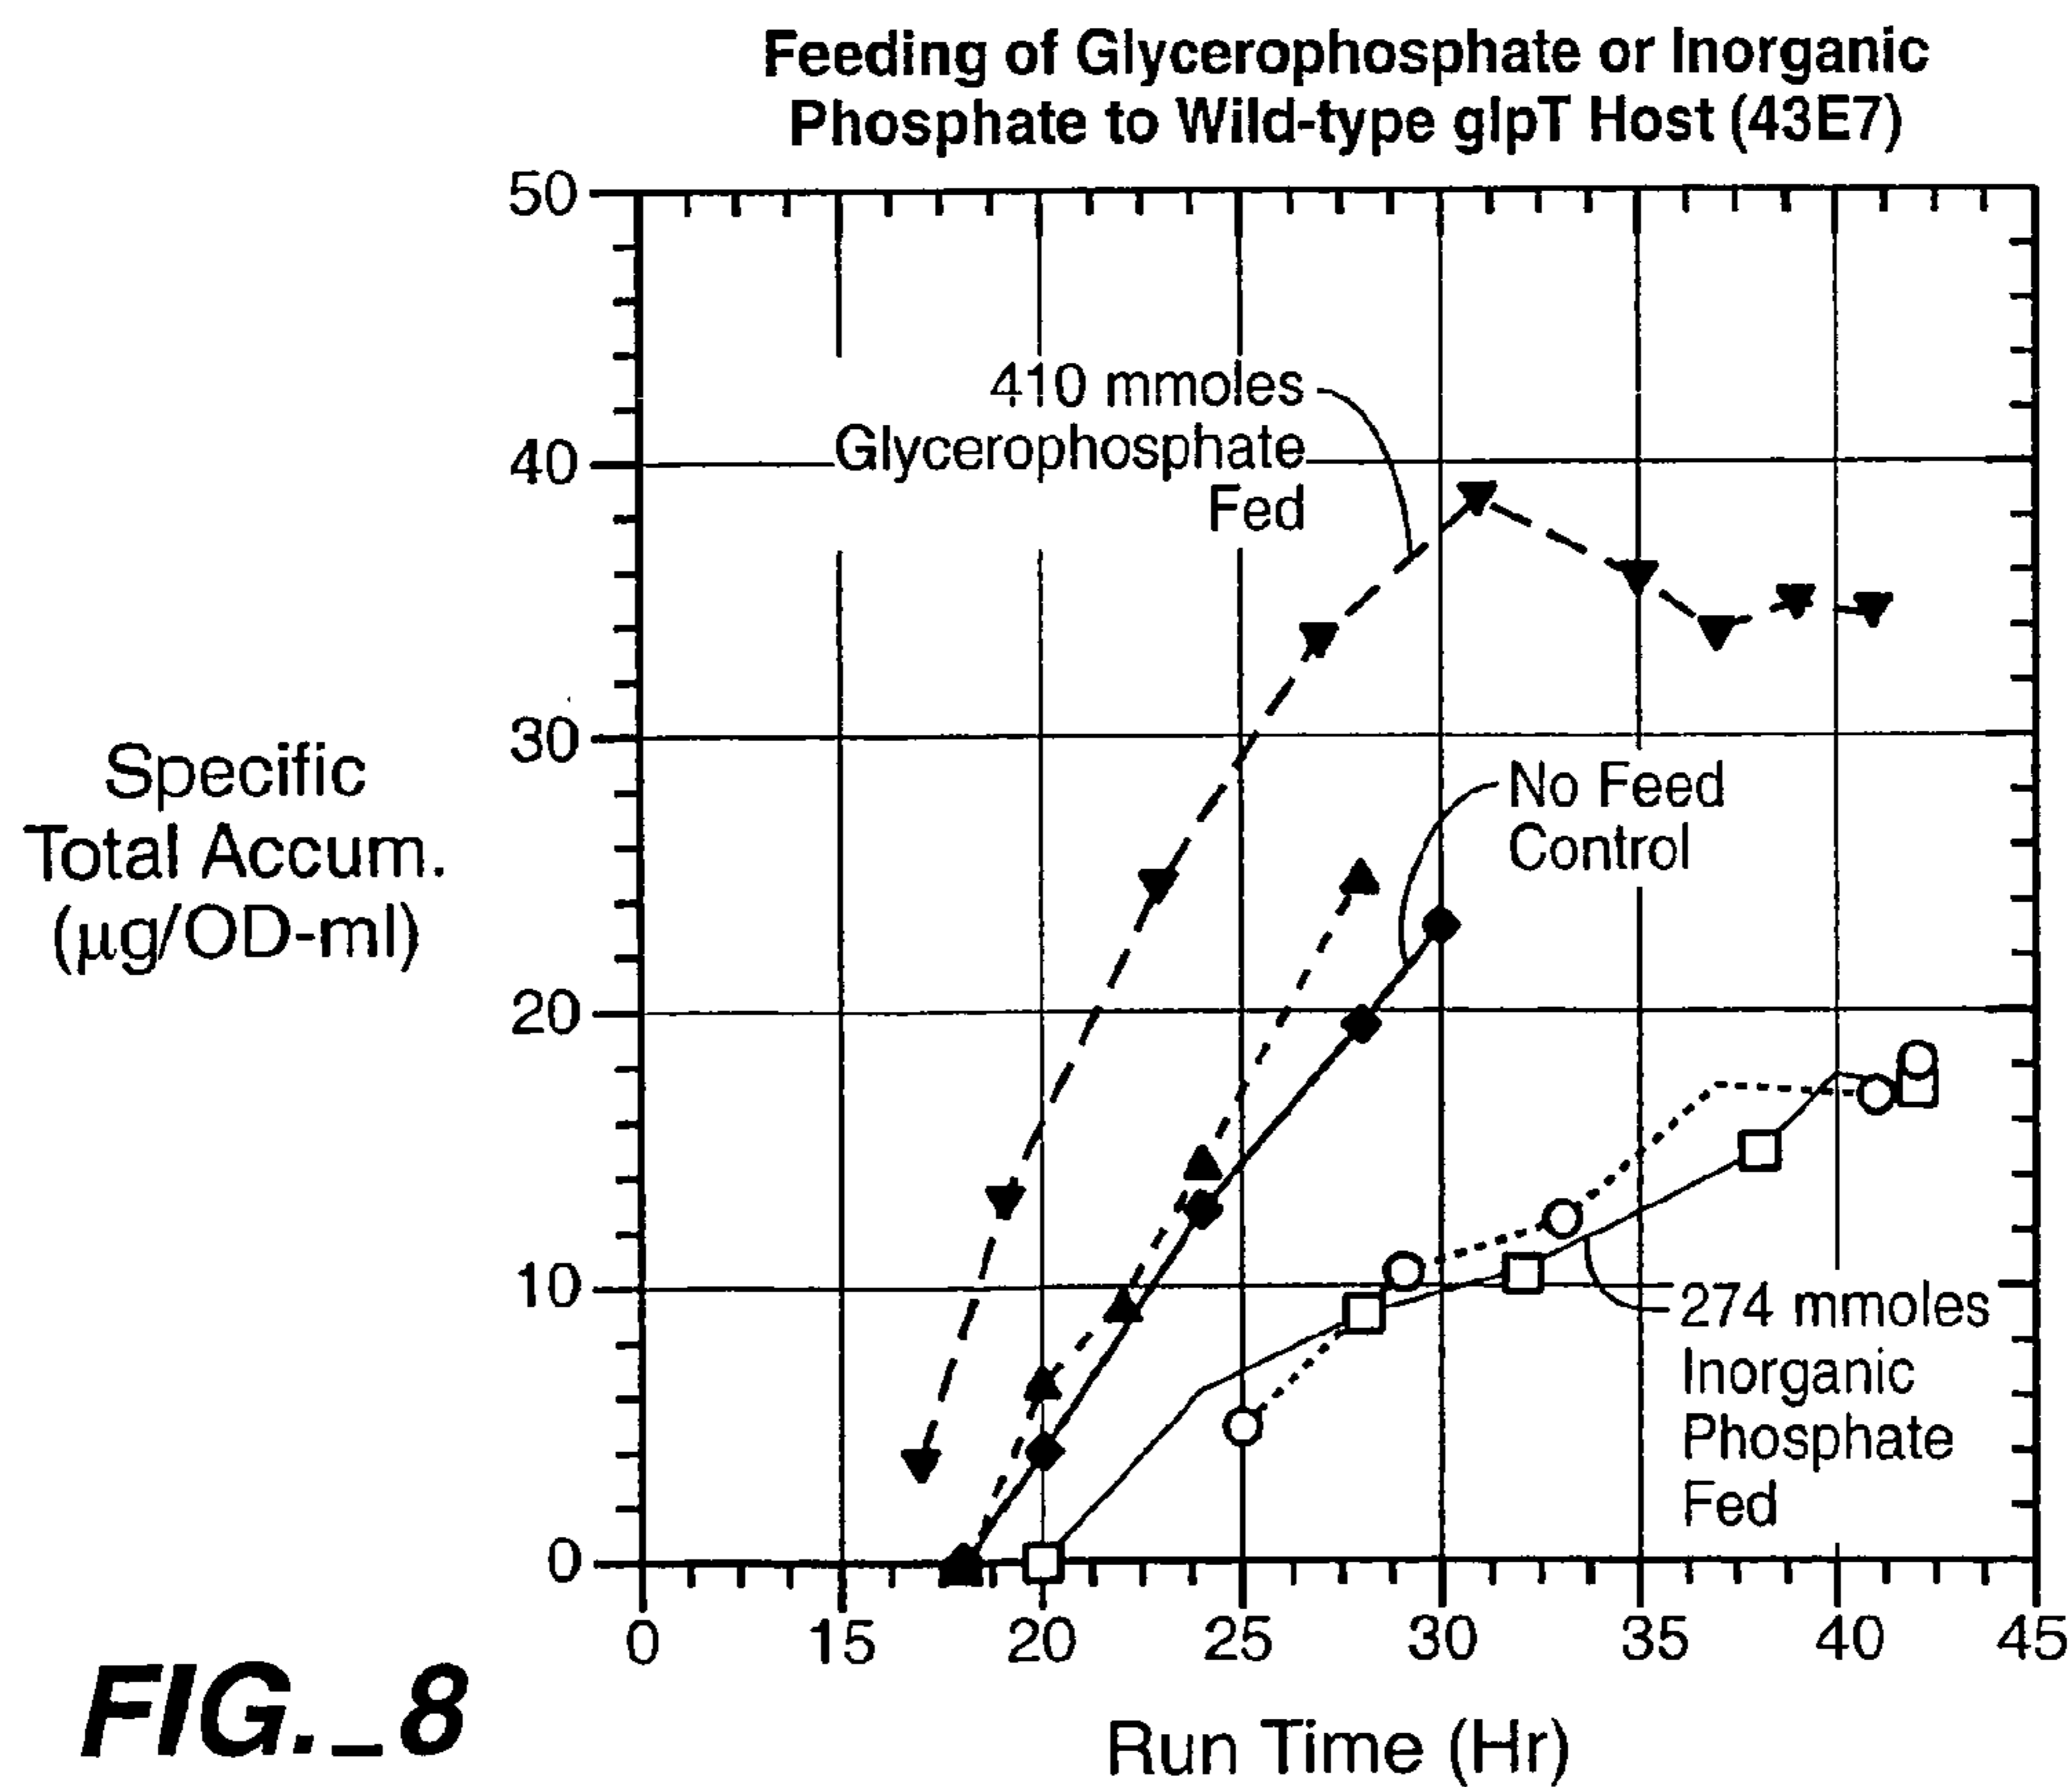 Feeding of Glycerophosphate or Inorganic
Phosphate to Wild-type glpT Host (43E7)
50
40
30
20
10
0
Specific
Total Accum.
(µg/OD-ml)
410 mmoles
Glycerophosphate
Fed
No Feed
Control
274 mmoles
Inorganic
Phosphate
Fed
0 15 20 25 30 35 40 45
Run Time (Hr)
FIG._8